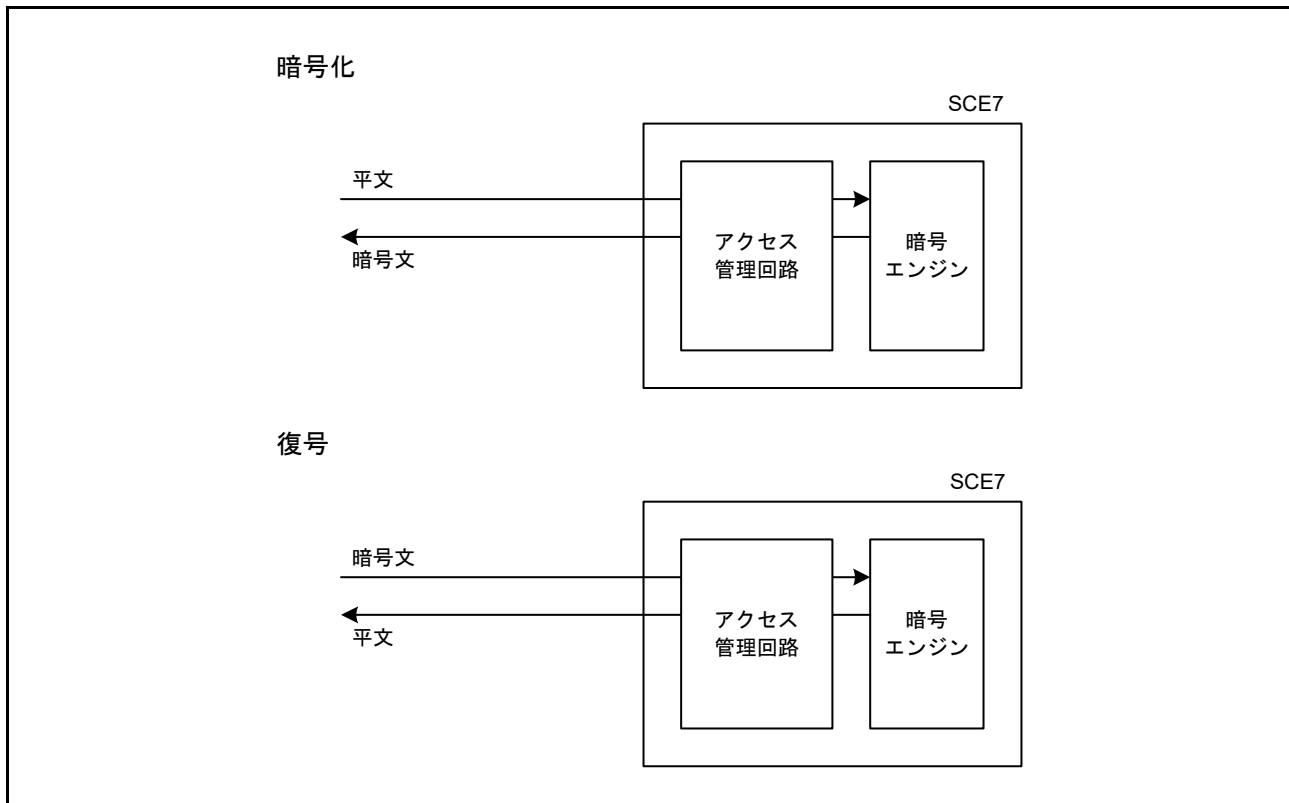 暗号化
SCE7
平文
暗号文
アクセス
管理回路
暗号
エンジン
復号
SCE7
暗号文
平文
アクセス
管理回路
暗号
エンジン